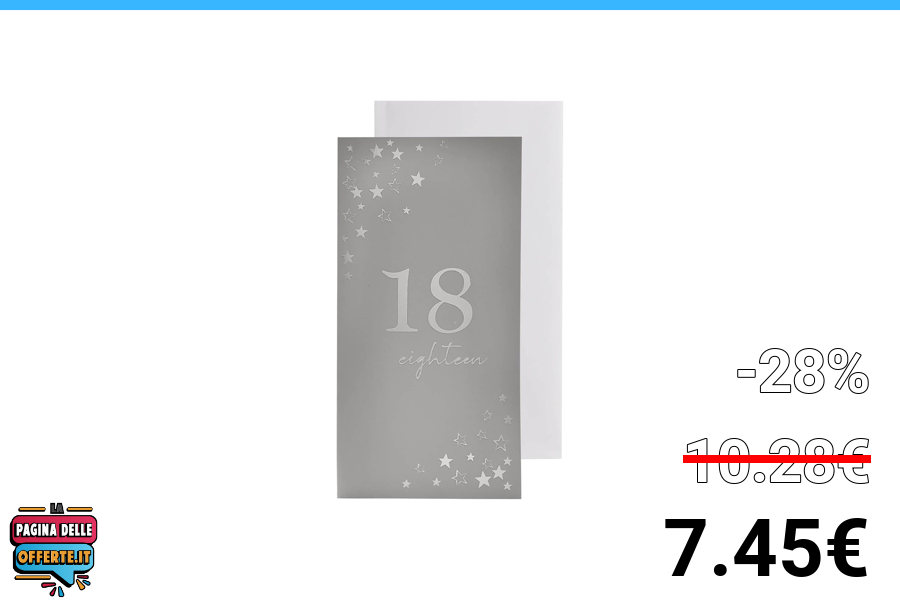 18
eighteen
-28%
10.28€
7.45€
LA
PAGINA DELLE
OFFERTE.IT